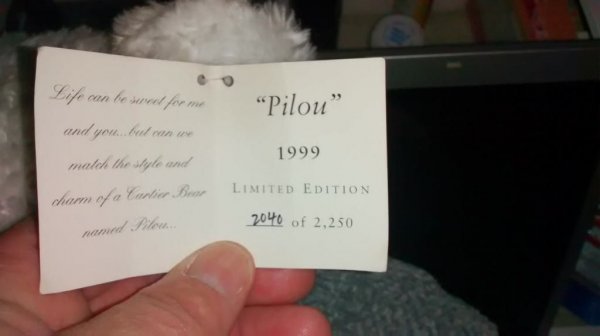 Life can be sweet for me
and you...but can we
match the style and
charm of a Cartier Bear
named Pilou...
"Pilou"
1999
LIMITED EDITION
2040 of 2,250